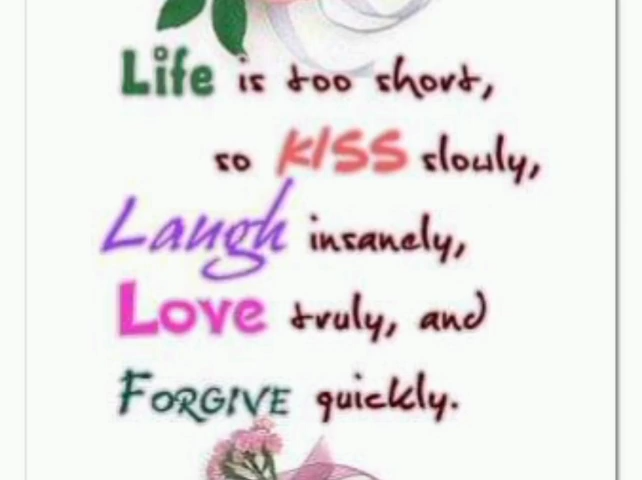 Life is too short,
so KISS slowly,
Laugh insanely,
Love truly, and
FORGIVE quickly.